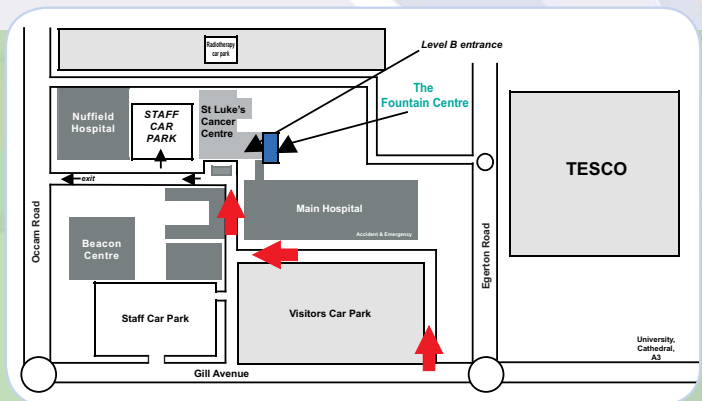 Radiotherapy
car park
Level B entrance
The
Fountain Centre
Nuffield
Hospital
STAFF
CAR
PARK
St Luke's
Cancer
Centre
TESCO
exit
Main Hospital
Accident & Emergency
Occam Road
Beacon
Centre
Egerton Road
Staff Car Park
Visitors Car Park
University,
Cathedral,
A3
Gill Avenue